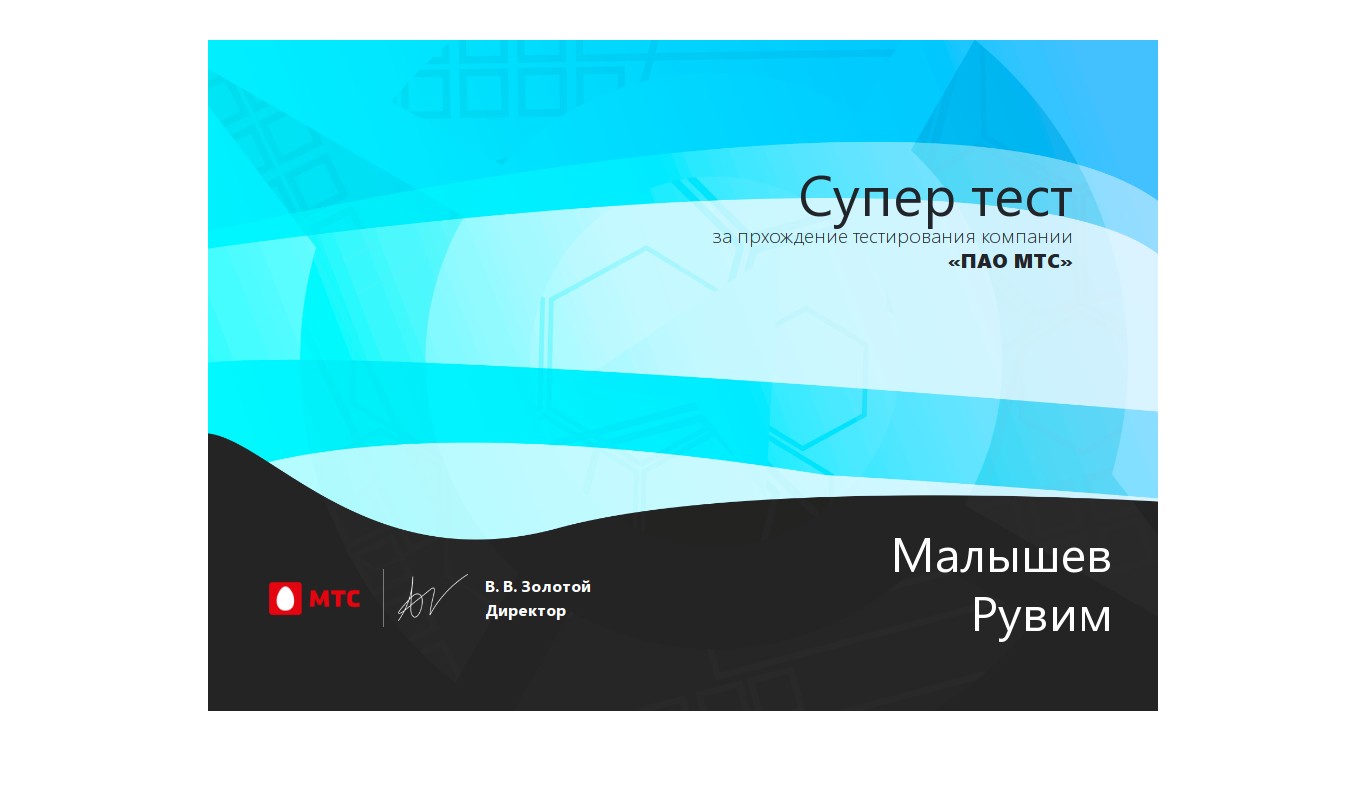 Супер тест
за прхождение тестирования компании
«ПАО МТС»
Малышев
Рувим
МТС
В. В. Золотой
Директор